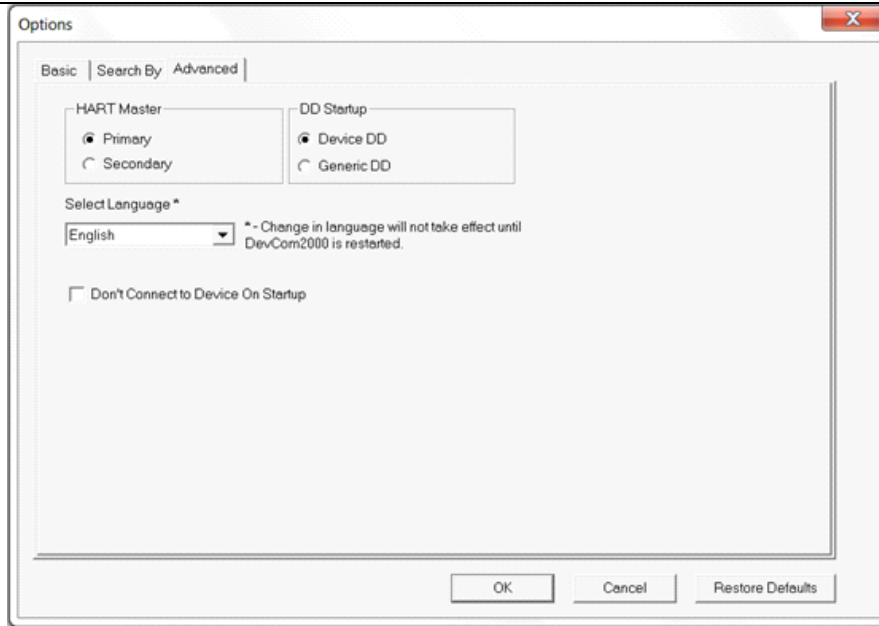 Options
Basic Search By Advanced
HART Master DD Startup
Primary Device DD
Secondary Generic DD
Select Language *
English
* - Change in language will not take effect until
DevCom2000 is restarted.
Don't Connect to Device On Startup
OK Cancel Restore Defaults